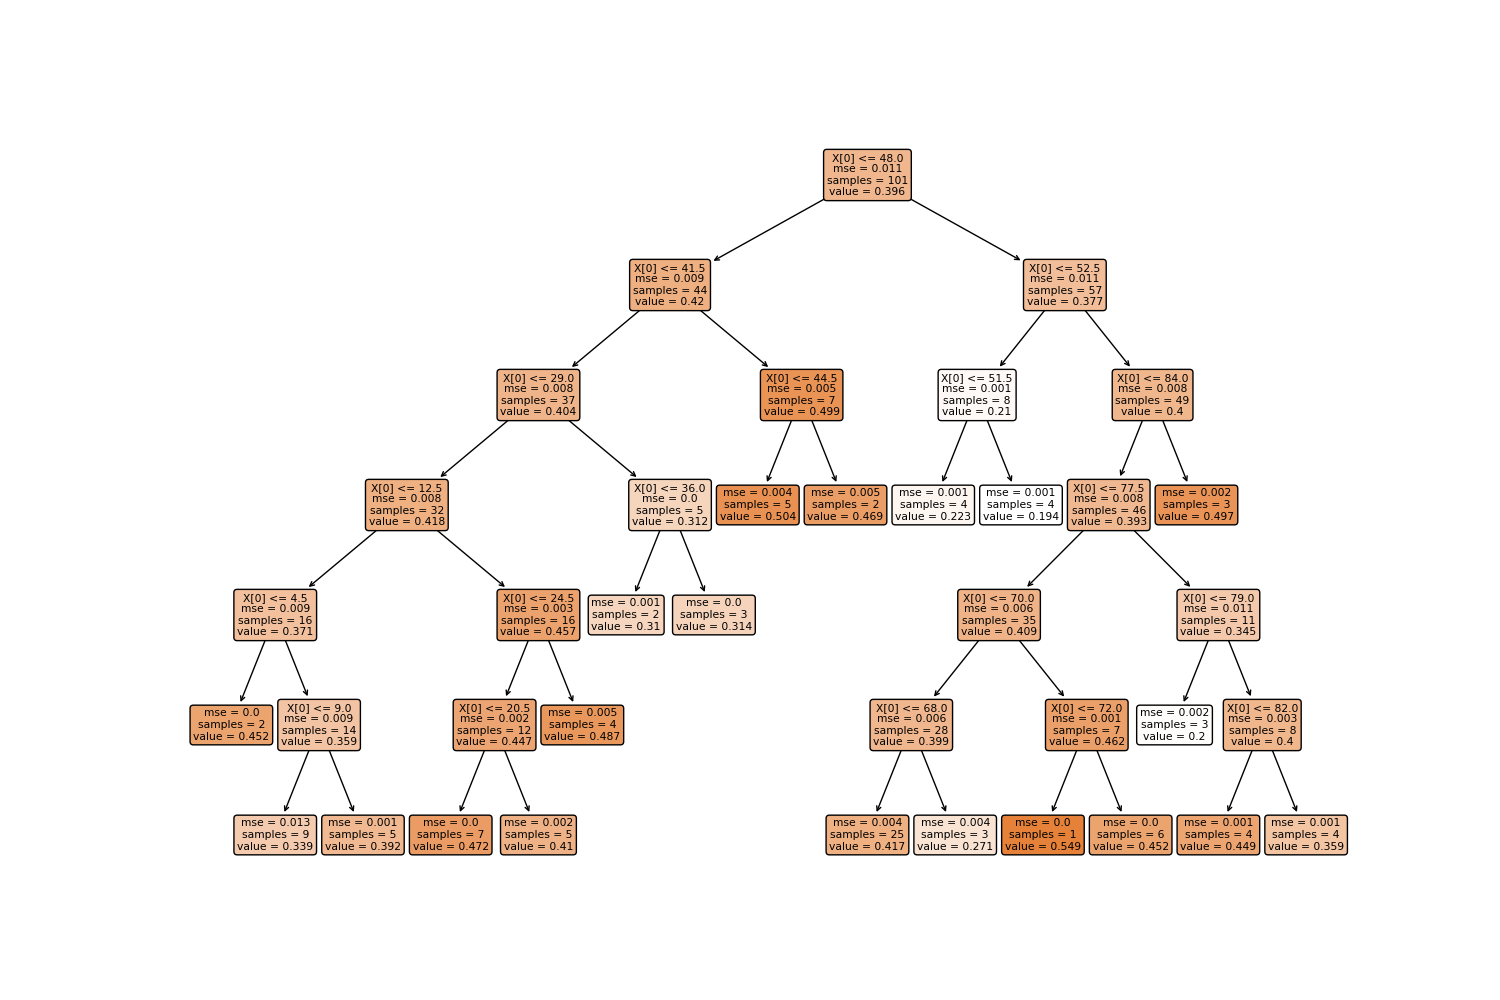 X[0] <= 48.0
mse = 0.011
samples = 101
value = 0.396
X[0] <= 41.5
mse = 0.009
samples = 44
value = 0.42
X[0] <= 52.5
mse = 0.011
samples = 57
value = 0.377
X[0] <= 29.0
mse = 0.008
samples = 37
value = 0.404
X[0] <= 44.5
mse = 0.005
samples = 7
value = 0.499
X[0] <= 51.5
mse = 0.001
samples = 8
value = 0.21
X[0] <= 84.0
mse = 0.008
samples = 49
value = 0.4
X[0] <= 12.5
mse = 0.008
samples = 32
value = 0.418
X[0] <= 36.0
mse = 0.0
samples = 5
value = 0.312
mse = 0.004
samples = 5
value = 0.504
mse = 0.005
samples = 2
value = 0.469
mse = 0.001
samples = 4
value = 0.223
mse = 0.001
samples = 4
value = 0.194
X[0] <= 77.5
mse = 0.008
samples = 46
value = 0.393
mse = 0.002
samples = 3
value = 0.497
X[0] <= 4.5
mse = 0.009
samples = 16
value = 0.371
X[0] <= 24.5
mse = 0.003
samples = 16
value = 0.457
mse = 0.001
samples = 2
value = 0.31
mse = 0.0
samples = 3
value = 0.314
X[0] <= 70.0
mse = 0.006
samples = 35
value = 0.409
X[0] <= 79.0
mse = 0.011
samples = 11
value = 0.345
mse = 0.0
samples = 2
value = 0.452
X[0] <= 9.0
mse = 0.009
samples = 14
value = 0.359
X[0] <= 20.5
mse = 0.002
samples = 12
value = 0.447
mse = 0.005
samples = 4
value = 0.487
X[0] <= 68.0
mse = 0.006
samples = 28
value = 0.399
X[0] <= 72.0
mse = 0.001
samples = 7
value = 0.462
mse = 0.002
samples = 3
value = 0.2
X[0] <= 82.0
mse = 0.003
samples = 8
value = 0.4
mse = 0.013
samples = 9
value = 0.339
mse = 0.001
samples = 5
value = 0.392
mse = 0.0
samples = 7
value = 0.472
mse = 0.002
samples = 5
value = 0.41
mse = 0.004
samples = 25
value = 0.417
mse = 0.004
samples = 3
value = 0.271
mse = 0.0
samples = 1
value = 0.549
mse = 0.0
samples = 6
value = 0.452
mse = 0.001
samples = 4
value = 0.449
mse = 0.001
samples = 4
value = 0.359